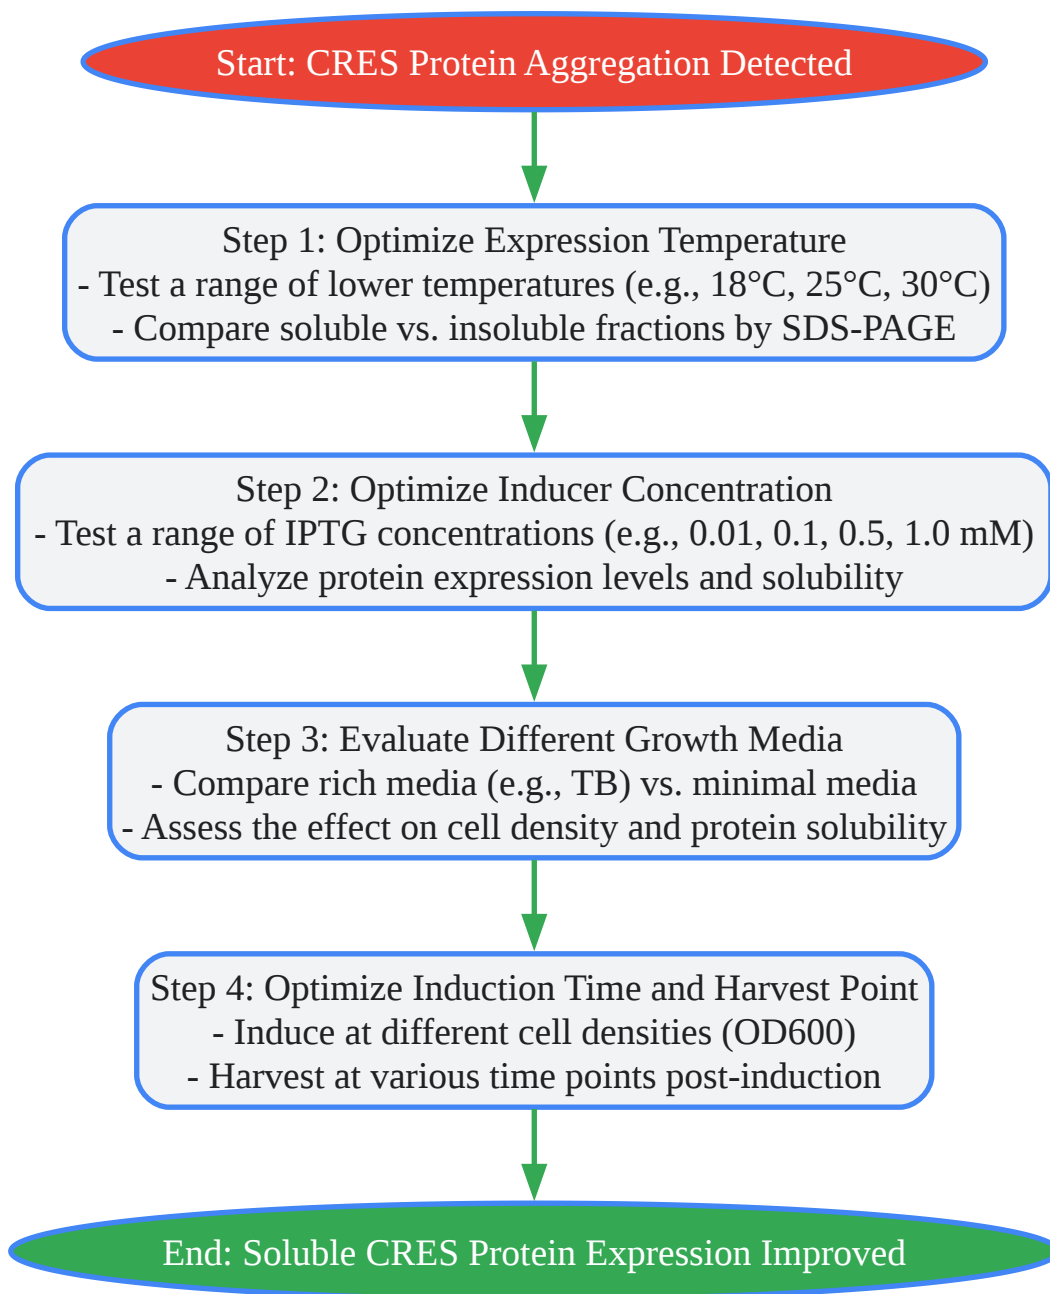 Start: CRES Protein Aggregation Detected
Step 1: Optimize Expression Temperature
- Test a range of lower temperatures (e.g., 18°C, 25°C, 30°C)
- Compare soluble vs. insoluble fractions by SDS-PAGE
Step 2: Optimize Inducer Concentration
- Test a range of IPTG concentrations (e.g., 0.01, 0.1, 0.5, 1.0 mM)
- Analyze protein expression levels and solubility
Step 3: Evaluate Different Growth Media
- Compare rich media (e.g., TB) vs. minimal media
- Assess the effect on cell density and protein solubility
Step 4: Optimize Induction Time and Harvest Point
- Induce at different cell densities (OD600)
- Harvest at various time points post-induction
End: Soluble CRES Protein Expression Improved